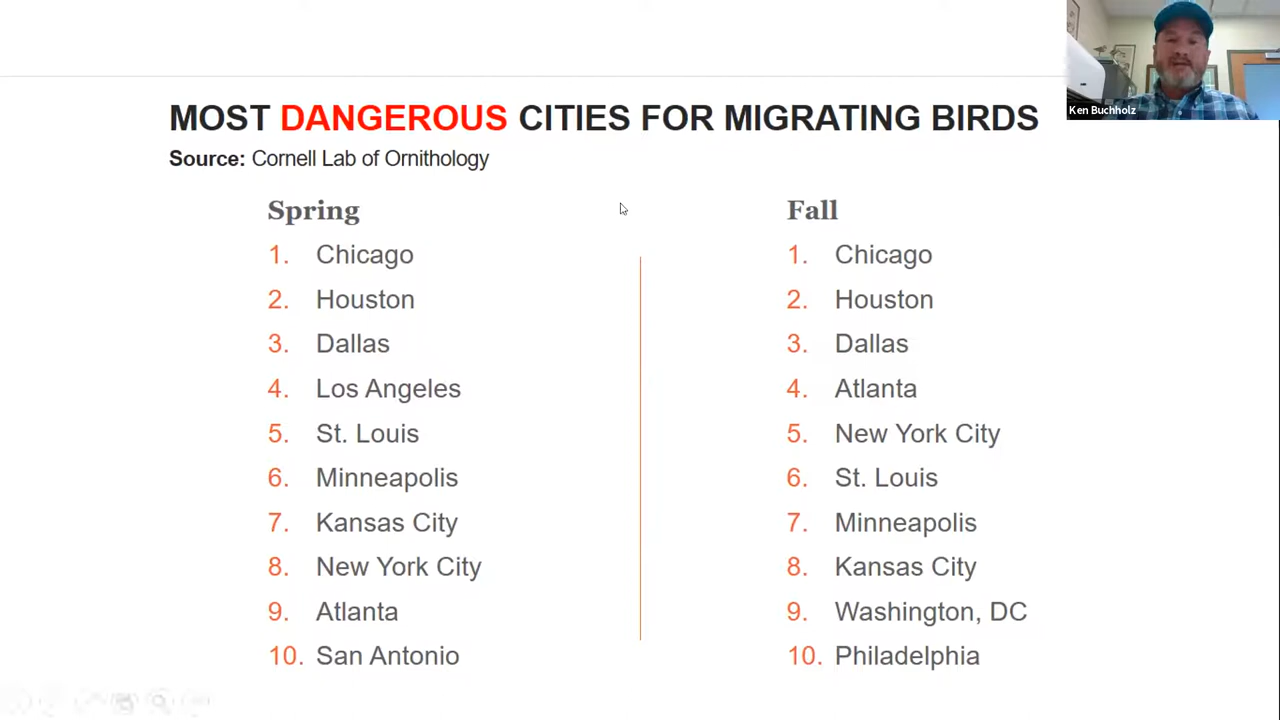 Ken Buchholz
MOST DANGEROUS CITIES FOR MIGRATING BIRDS
Source: Cornell Lab of Ornithology
Spring
1. Chicago
2. Houston
3. Dallas
4. Los Angeles
5. St. Louis
6. Minneapolis
7. Kansas City
8. New York City
9. Atlanta
10. San Antonio
Fall
1. Chicago
2. Houston
3. Dallas
4. Atlanta
5. New York City
6. St. Louis
7. Minneapolis
8. Kansas City
9. Washington, DC
10. Philadelphia